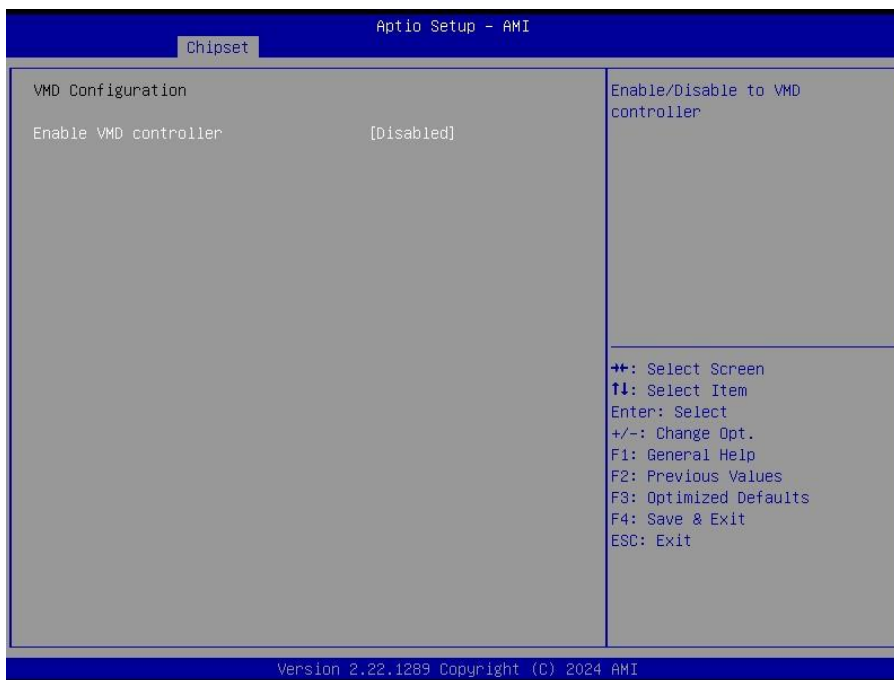 Aptio Setup – AMI
Chipset
VMD Configuration
Enable VMD controller [Disabled]
Enable/Disable to VMD
controller
→←: Select Screen
↑↓: Select Item
Enter: Select
+/-: Change Opt.
F1: General Help
F2: Previous Values
F3: Optimized Defaults
F4: Save & Exit
ESC: Exit
Version 2.22.1289 Copyright (C) 2024 AMI